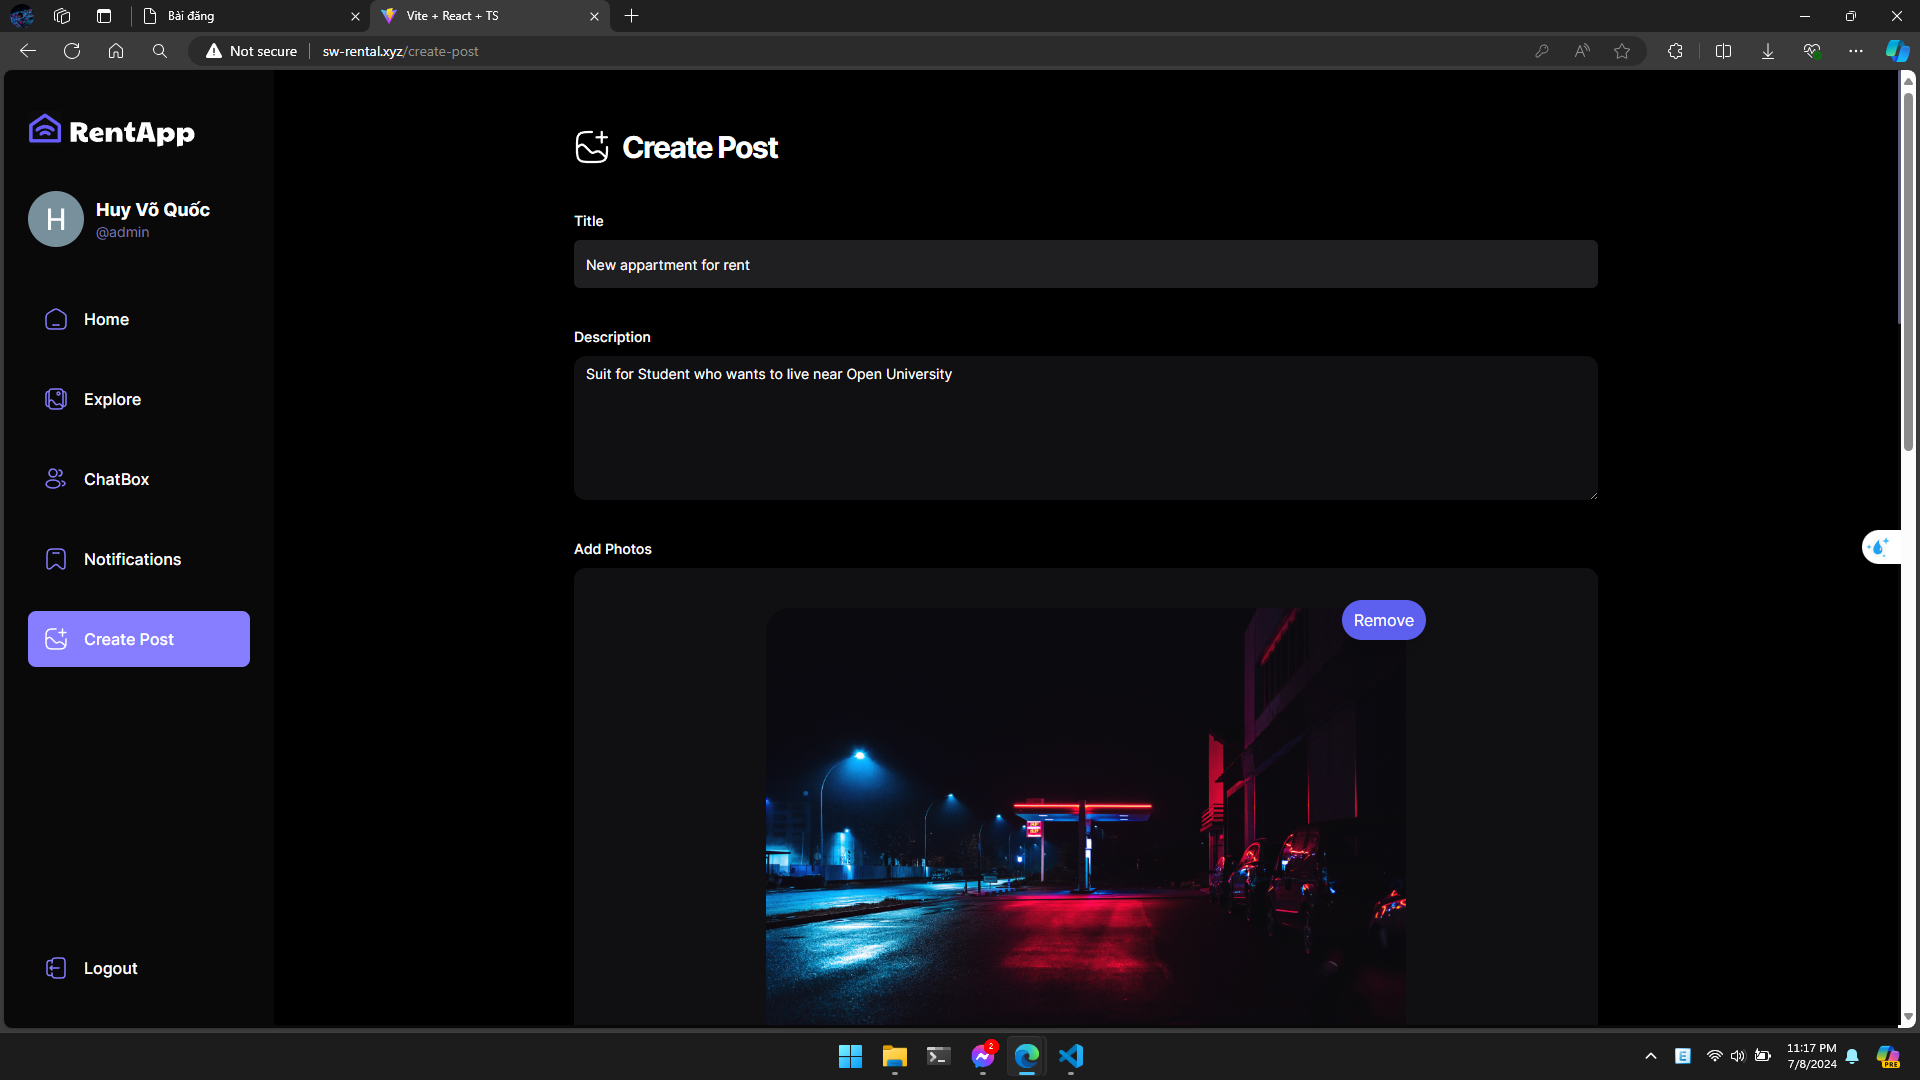 Bài đăng
Vite + React + TS
Not secure
sw-rental.xyz/create-post
RentApp
H
Huy Võ Quốc
@admin
Home
Explore
ChatBox
Notifications
Create Post
Logout
Create Post
Title
New appartment for rent
Description
Suit for Student who wants to live near Open University
Add Photos
Remove
2
E
11:17 PM
7/8/2024
PRE